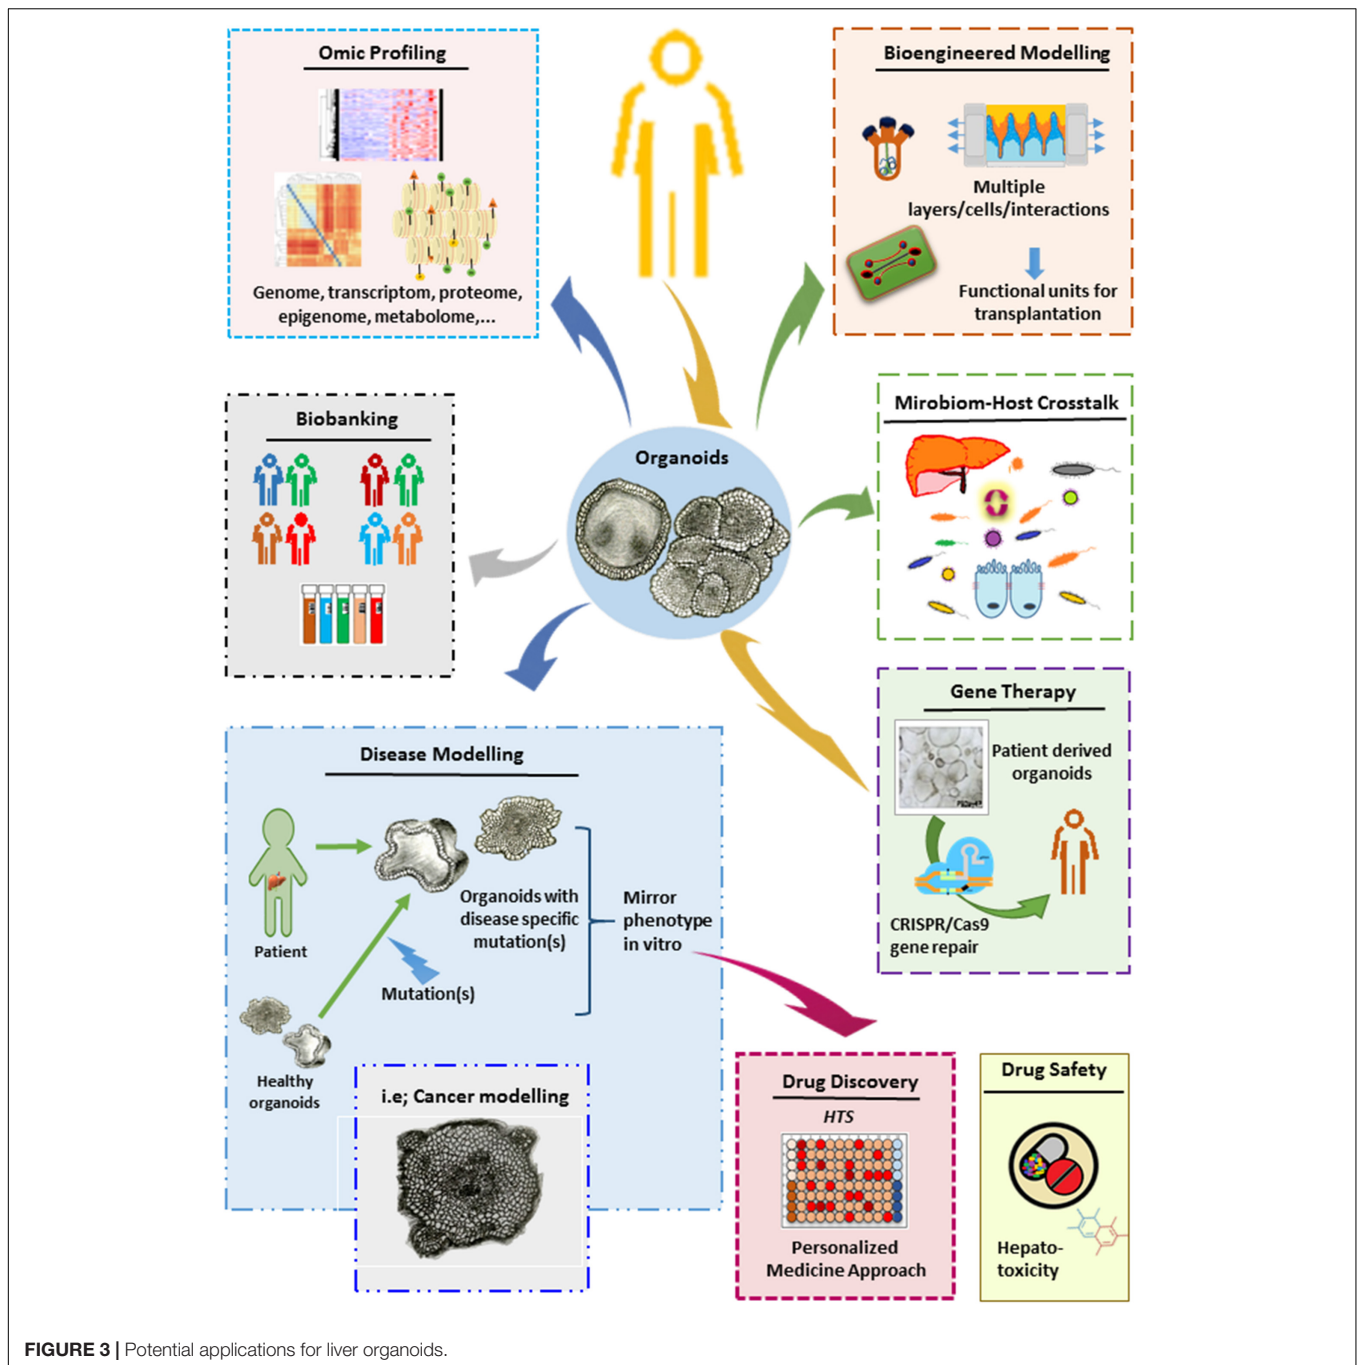 Omic Profiling
Genome, transcriptom, proteome,
epigenome, metabolome,...
Bioengineered Modelling
Multiple
layers/cells/interactions
Functional units for
transplantation
Biobanking
Organoids
Mirobiom-Host Crosstalk
Gene Therapy
Patient derived
organoids
CRISPR/Cas9
gene repair
Disease Modelling
Patient
Organoids with
disease specific
mutation(s)
Mirror
phenotype
in vitro
Mutation(s)
Healthy
organoids
i.e; Cancer modelling
Drug Discovery
HTS
Personalized
Medicine Approach
Drug Safety
Hepato-
toxicity
FIGURE 3 | Potential applications for liver organoids.